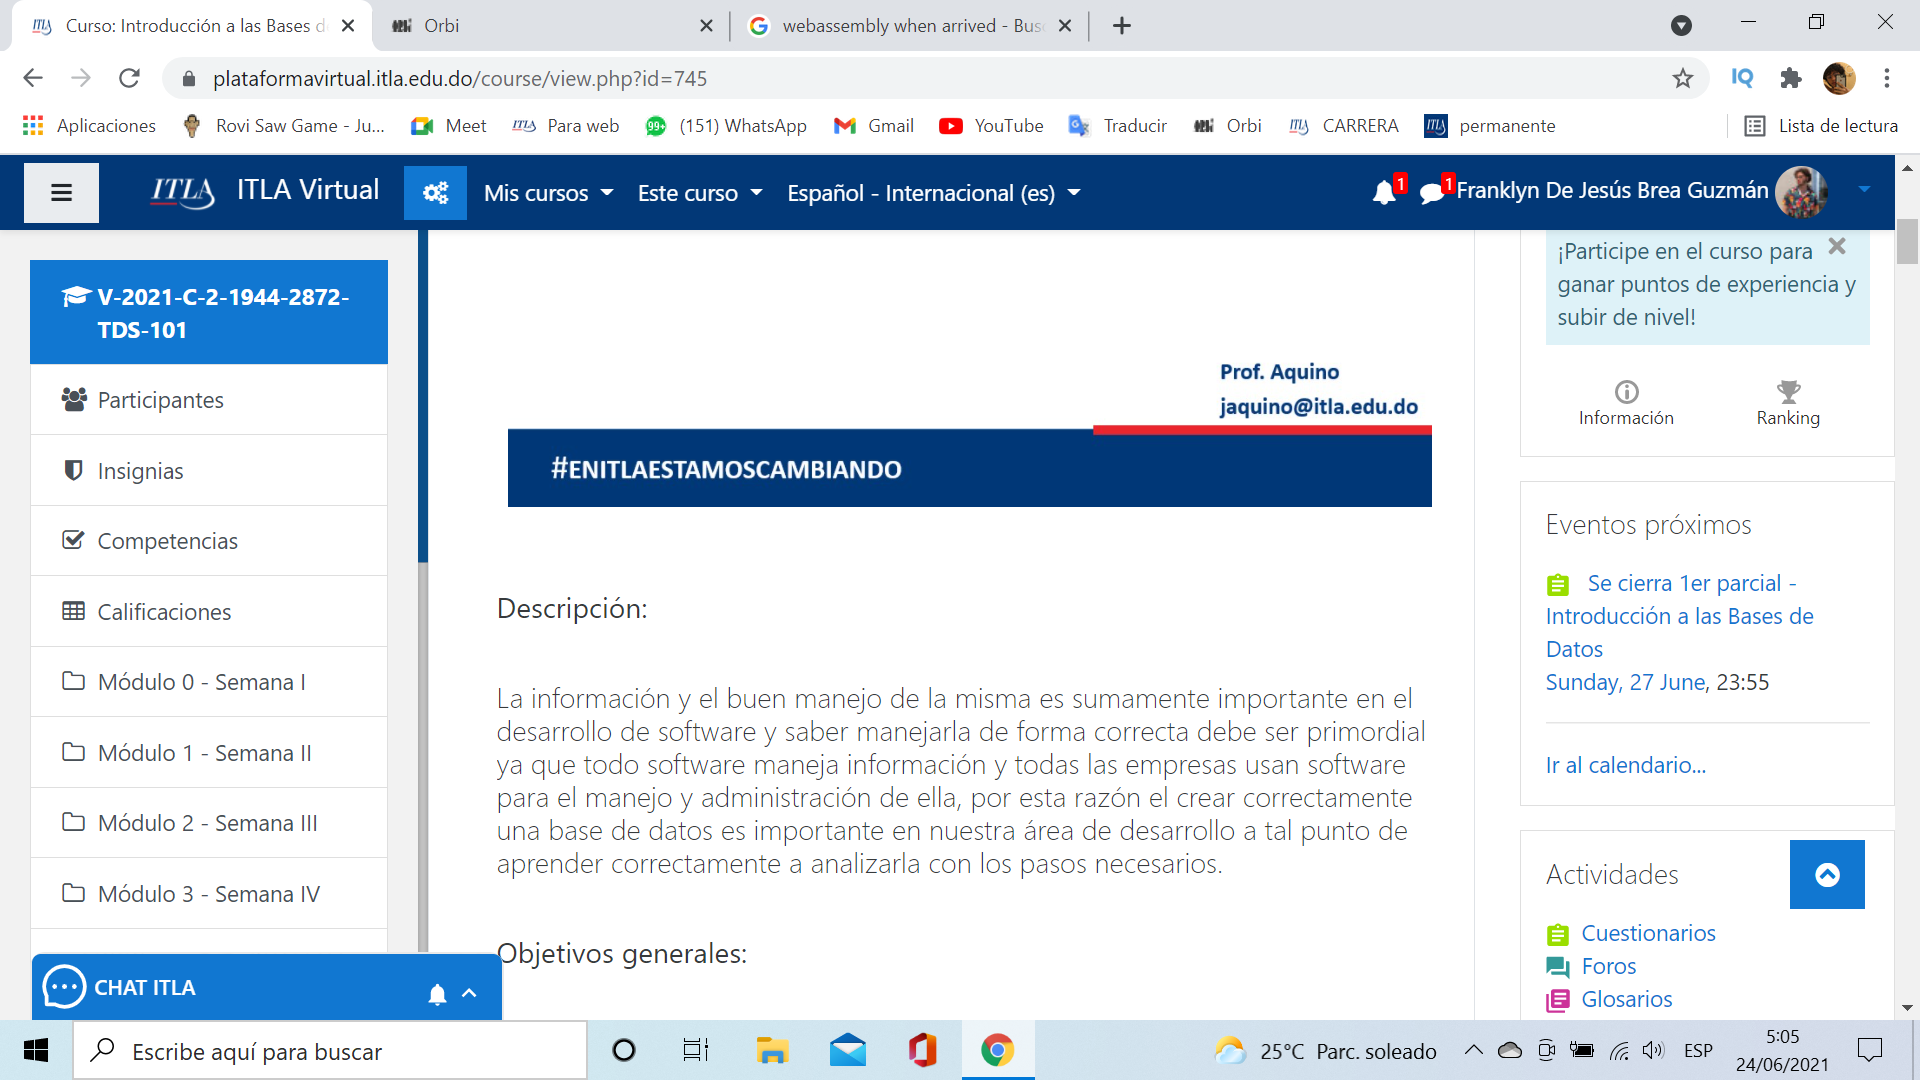 Curso: Introducción a las Bases d
Orbi
webassembly when arrived - Bus
plataformavirtual.itla.edu.do/course/view.php?id=745
IQ
Aplicaciones
Rovi Saw Game - Ju...
Meet
ITLA
Para web
99+
(151) WhatsApp
Gmail
YouTube
Traducir
Orbi
CARRERA
permanente
Lista de lectura
ITLA
ITLA Virtual
Mis cursos
Este curso
Español - Internacional (es)
1
1
Franklyn De Jesús Brea Guzmán
V-2021-C-2-1944-2872-
TDS-101
Participantes
Insignias
Competencias
Calificaciones
Módulo 0 - Semana I
Módulo 1 - Semana II
Módulo 2 - Semana III
Módulo 3 - Semana IV
CHAT ITLA
Prof. Aquino
jaquino@itla.edu.do
#ENITLAESTAMOSCAMBIANDO
Descripción:
La información y el buen manejo de la misma es sumamente importante en el
desarrollo de software y saber manejarla de forma correcta debe ser primordial
ya que todo software maneja información y todas las empresas usan software
para el manejo y administración de ella, por esta razón el crear correctamente
una base de datos es importante en nuestra área de desarrollo a tal punto de
aprender correctamente a analizarla con los pasos necesarios.
Objetivos generales:
¡Participe en el curso para
ganar puntos de experiencia y
subir de nivel!
Información
Ranking
Eventos próximos
Se cierra 1er parcial -
Introducción a las Bases de
Datos
Sunday, 27 June, 23:55
Ir al calendario...
Actividades
Cuestionarios
Foros
Glosarios
Escribe aquí para buscar
25°C Parc. soleado
ESP
5:05
24/06/2021